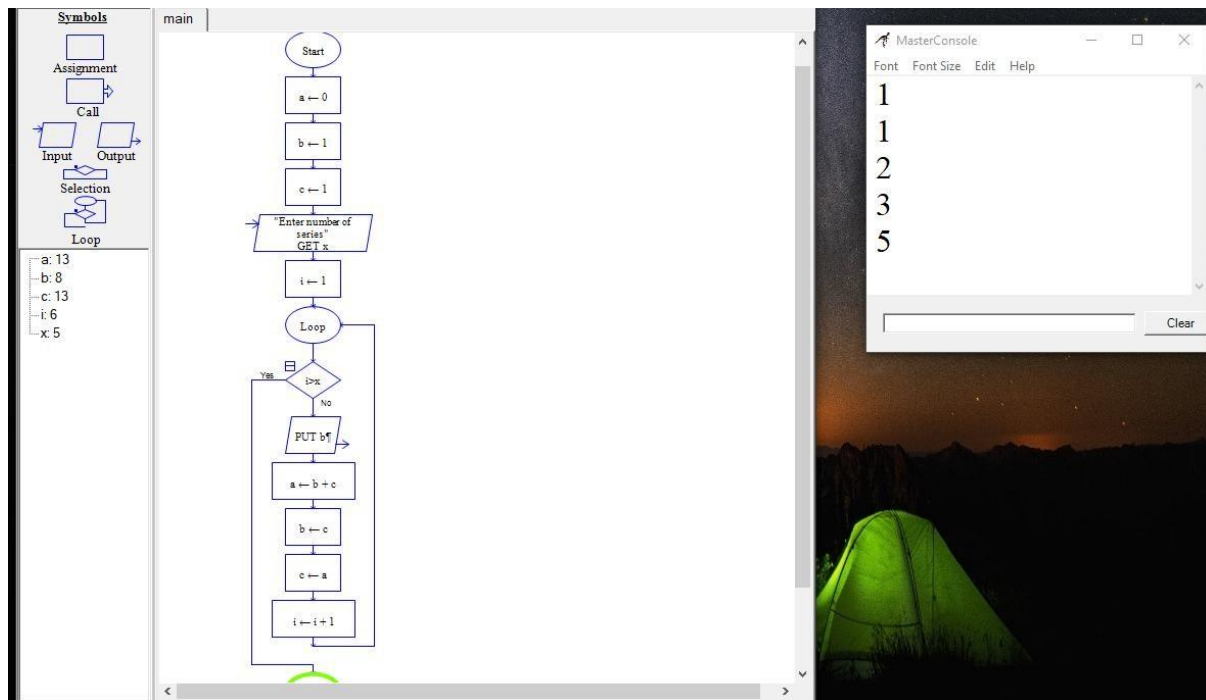 Symbols
Assignment
Call
Input Output
Selection
Loop
a: 13
b: 8
c: 13
i: 6
x: 5
main
Start
a ← 0
b ← 1
c ← 1
"Enter number of
series"
GET x
i ← 1
Loop
Yes
i>x
No
PUT b¶
a ← b + c
b ← c
c ← a
i ← i + 1
MasterConsole
Font Font Size Edit Help
1
1
2
3
5
Clear